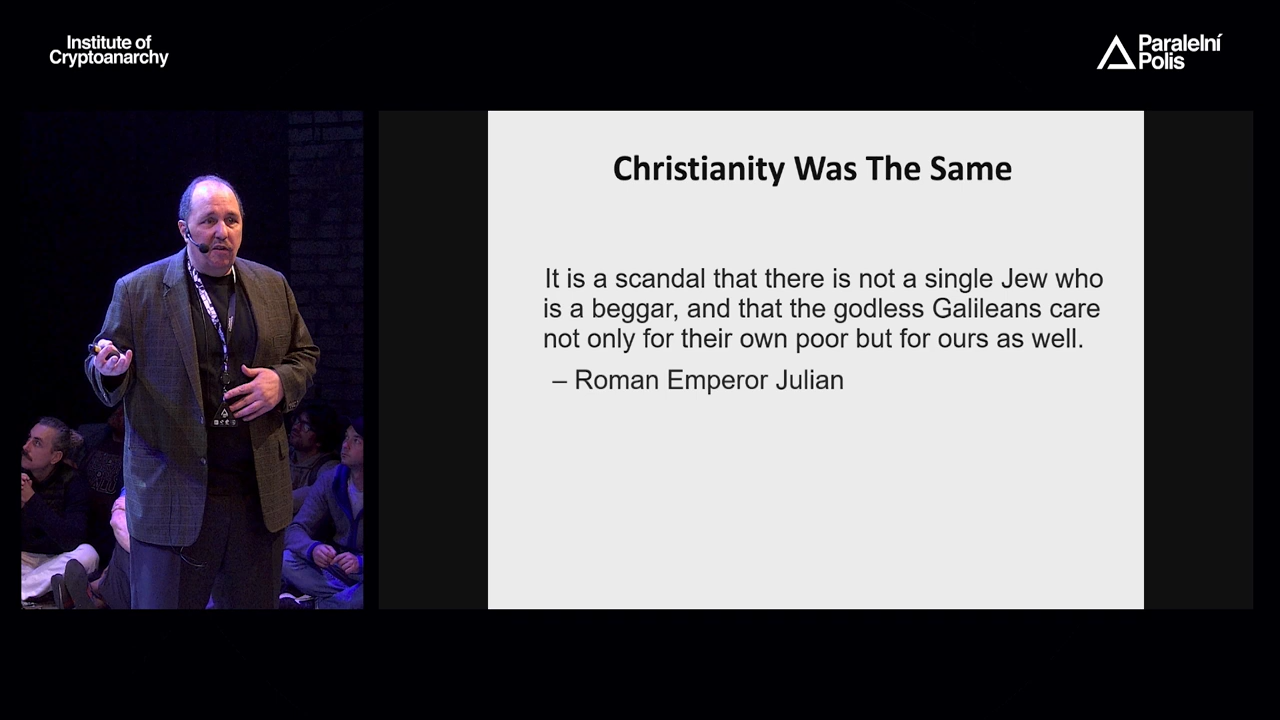 Institute of
Cryptoanarchy
Paralelní
Polis
Christianity Was The Same
It is a scandal that there is not a single Jew who
is a beggar, and that the godless Galileans care
not only for their own poor but for ours as well.
– Roman Emperor Julian